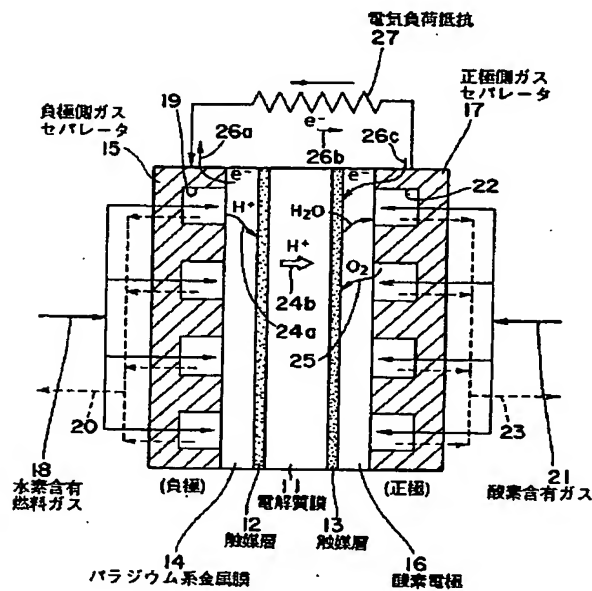 電気負荷抵抗
27
正極側ガス
セパレータ
17
負極側ガス
セパレータ
15
19
26a
e⁻
26b
26c
e⁻
e⁻
22
H⁺
H₂O
H⁺
O₂
24b
24a
25
20
23
18
水素含有
燃料ガス
21
酸素含有ガス
(負極)
11
電解質膜
(正極)
12
触媒層
13
触媒層
14
パラジウム系金属膜
16
酸素電極